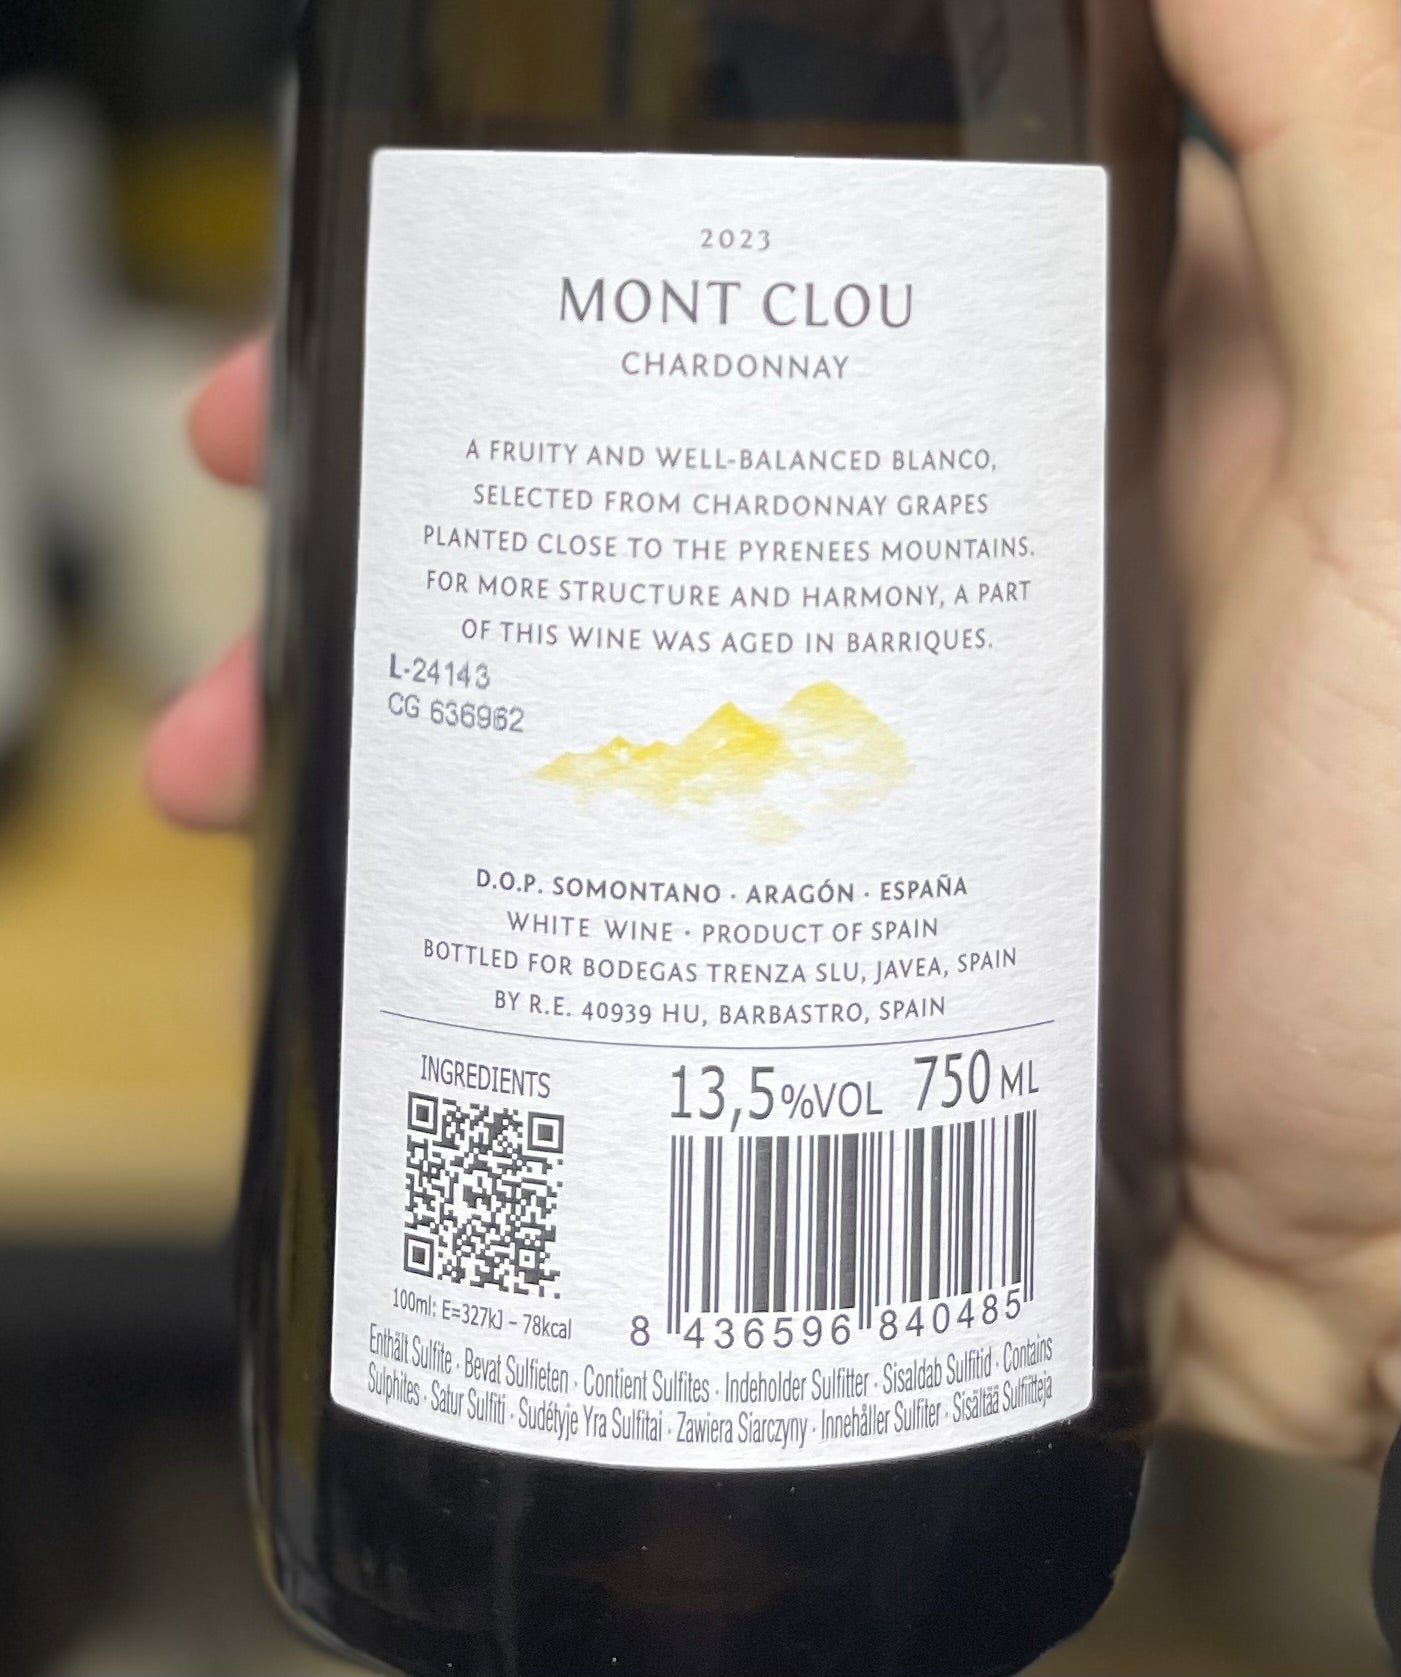 2023
MONT CLOU
CHARDONNAY
A FRUITY AND WELL-BALANCED BLANCO,
SELECTED FROM CHARDONNAY GRAPES
PLANTED CLOSE TO THE PYRENEES MOUNTAINS.
FOR MORE STRUCTURE AND HARMONY, A PART
OF THIS WINE WAS AGED IN BARRIQUES.
L-24143
CG 636962
D.O.P. SOMONTANO · ARAGÓN · ESPAÑA
WHITE WINE · PRODUCT OF SPAIN
BOTTLED FOR BODEGAS TRENZA SLU, JAVEA, SPAIN
BY R.E. 40939 HU, BARBASTRO, SPAIN
INGREDIENTS
13,5%VOL 750 ML
100ml: E=327kJ – 78kcal
8 436596 840485
Enthält Sulfite · Bevat Sulfieten · Contient Sulfites · Indeholder Sulfitter · Sisaldab Sulfitid · Contains
Sulphites · Satur Sulfīti · Sudėtyje Yra Sulfitai · Zawiera Siarczyny · Innehåller Sulfiter · Sisältää Sulfiitteja